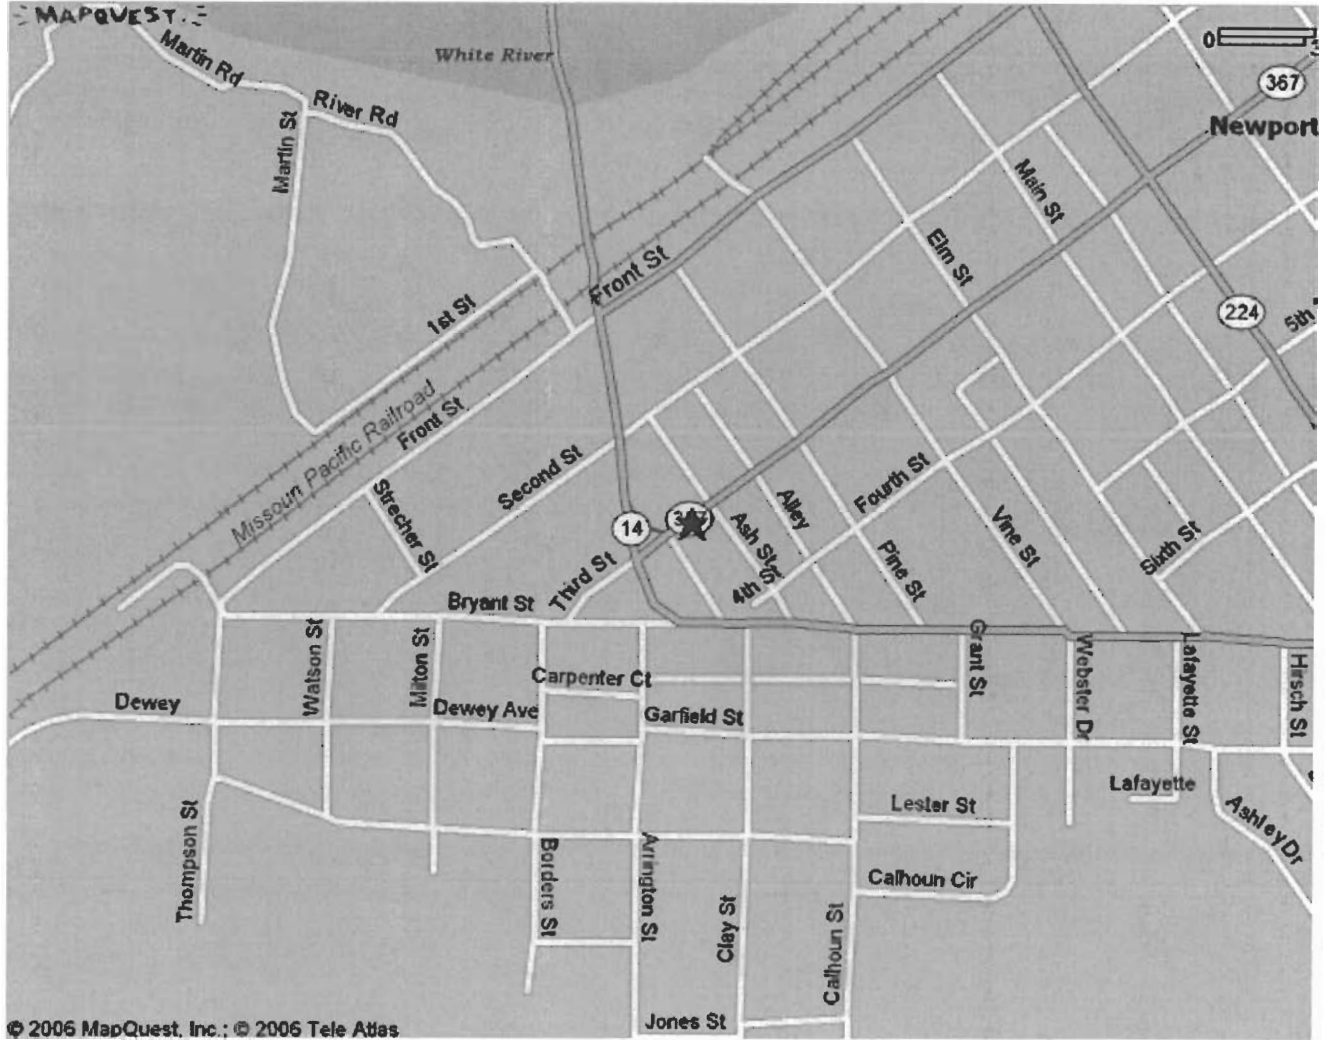 MAPQUEST
Martin Rd
White River
0
367
River Rd
Newport
Martin St
Main St
Elm St
Front St
1st St
224
5th
Missouri Pacific Railroad
Front St
Second St
Strecher St
14
Alley
Fourth St
Ash St
Vine St
Third St
4th St
Pine St
Sixth St
Bryant St
Watson St
Milton St
Grant St
Webster Dr
Lafayette St
Hirsch St
Carpenter Ct
Dewey
Dewey Ave
Garfield St
Lafayette
Lester St
Ashley Dr
Thompson St
Borders St
Arrington St
Calhoun Cir
Clay St
Calhoun St
Jones St
© 2006 MapQuest, Inc.; © 2006 Tele Atlas